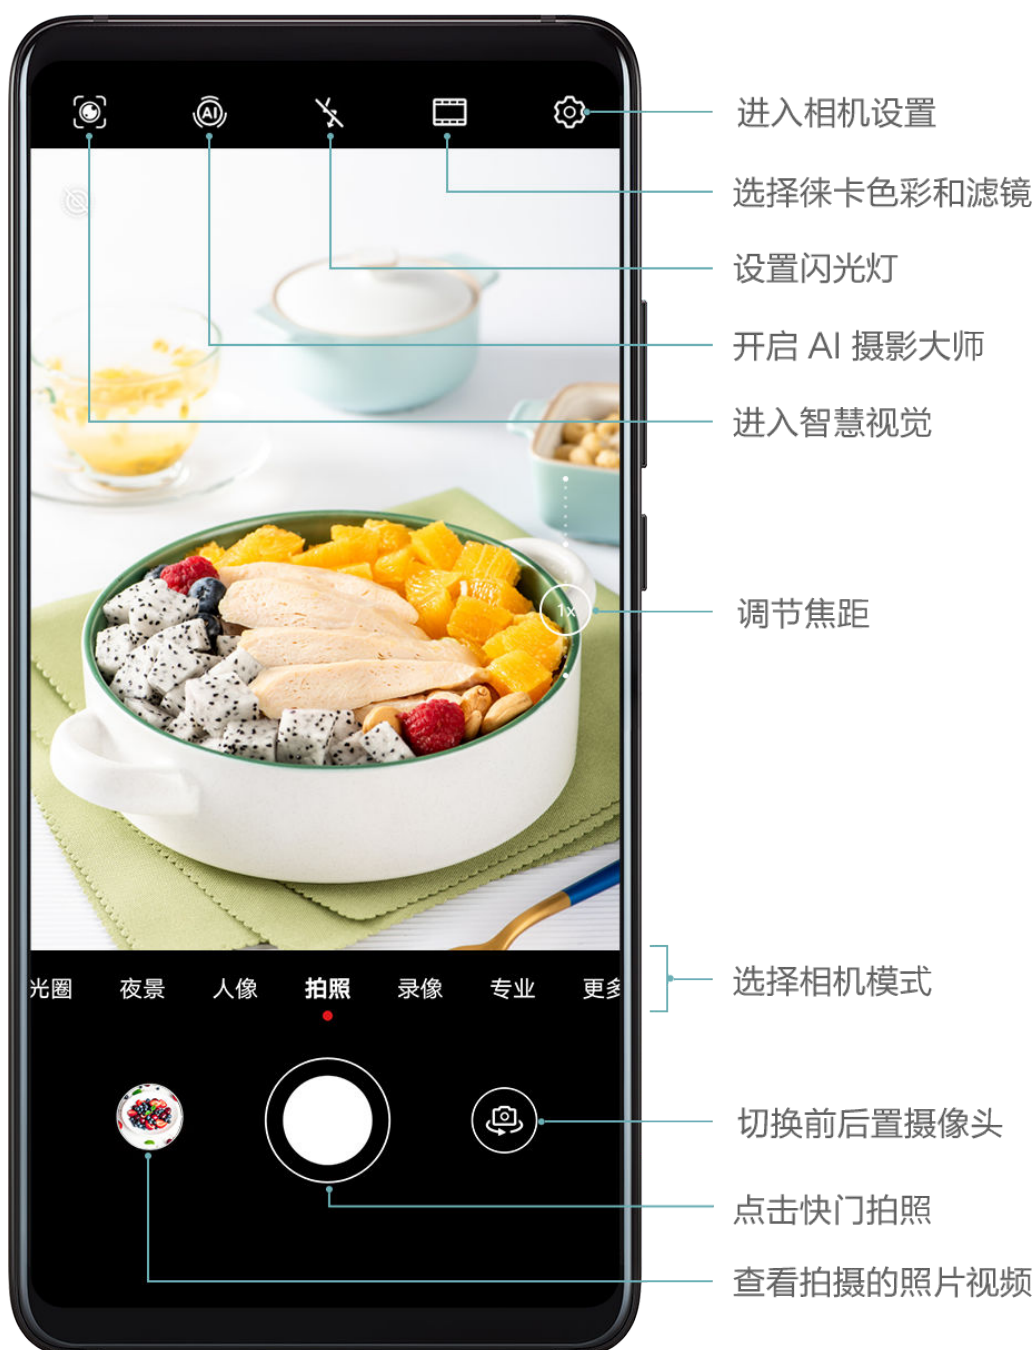 AI
进入相机设置
选择徕卡色彩和滤镜
设置闪光灯
开启 AI 摄影大师
进入智慧视觉
1x
调节焦距
光圈 夜景 人像 拍照 录像 专业 更多
选择相机模式
切换前后置摄像头
点击快门拍照
查看拍摄的照片视频